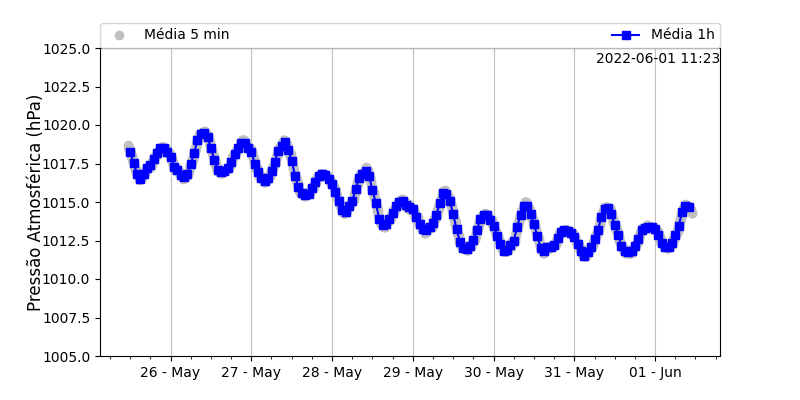 Média 5 min
Média 1h
2022-06-01 11:23
Pressão Atmosférica (hPa)
1025.0
1022.5
1020.0
1017.5
1015.0
1012.5
1010.0
1007.5
1005.0
26 - May
27 - May
28 - May
29 - May
30 - May
31 - May
01 - Jun